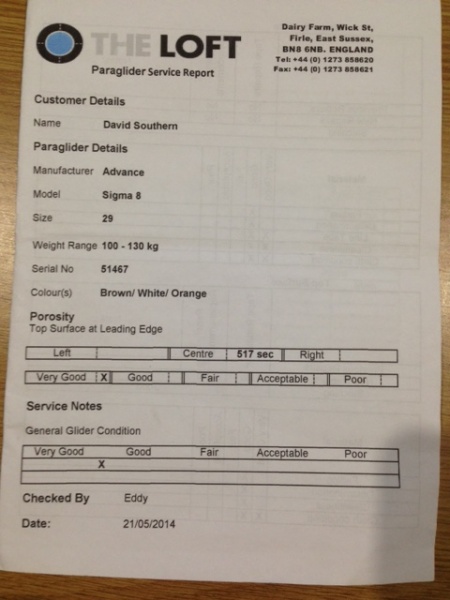 THE LOFT
Paraglider Service Report
Dairy Farm, Wick St,
Firle, East Sussex,
BN8 6NB. ENGLAND
Tel: +44 (0) 1273 858620
Fax: +44 (0) 1273 858621
Customer Details
Name David Southern
Paraglider Details
Manufacturer Advance
Model Sigma 8
Size 29
Weight Range 100 - 130 kg
Serial No 51467
Colour(s) Brown/ White/ Orange
Porosity
Top Surface at Leading Edge
Left Centre 517 sec Right
Very Good X Good Fair Acceptable Poor
Service Notes
General Glider Condition
Very Good Good Fair Acceptable Poor
X
Checked By Eddy
Date: 21/05/2014